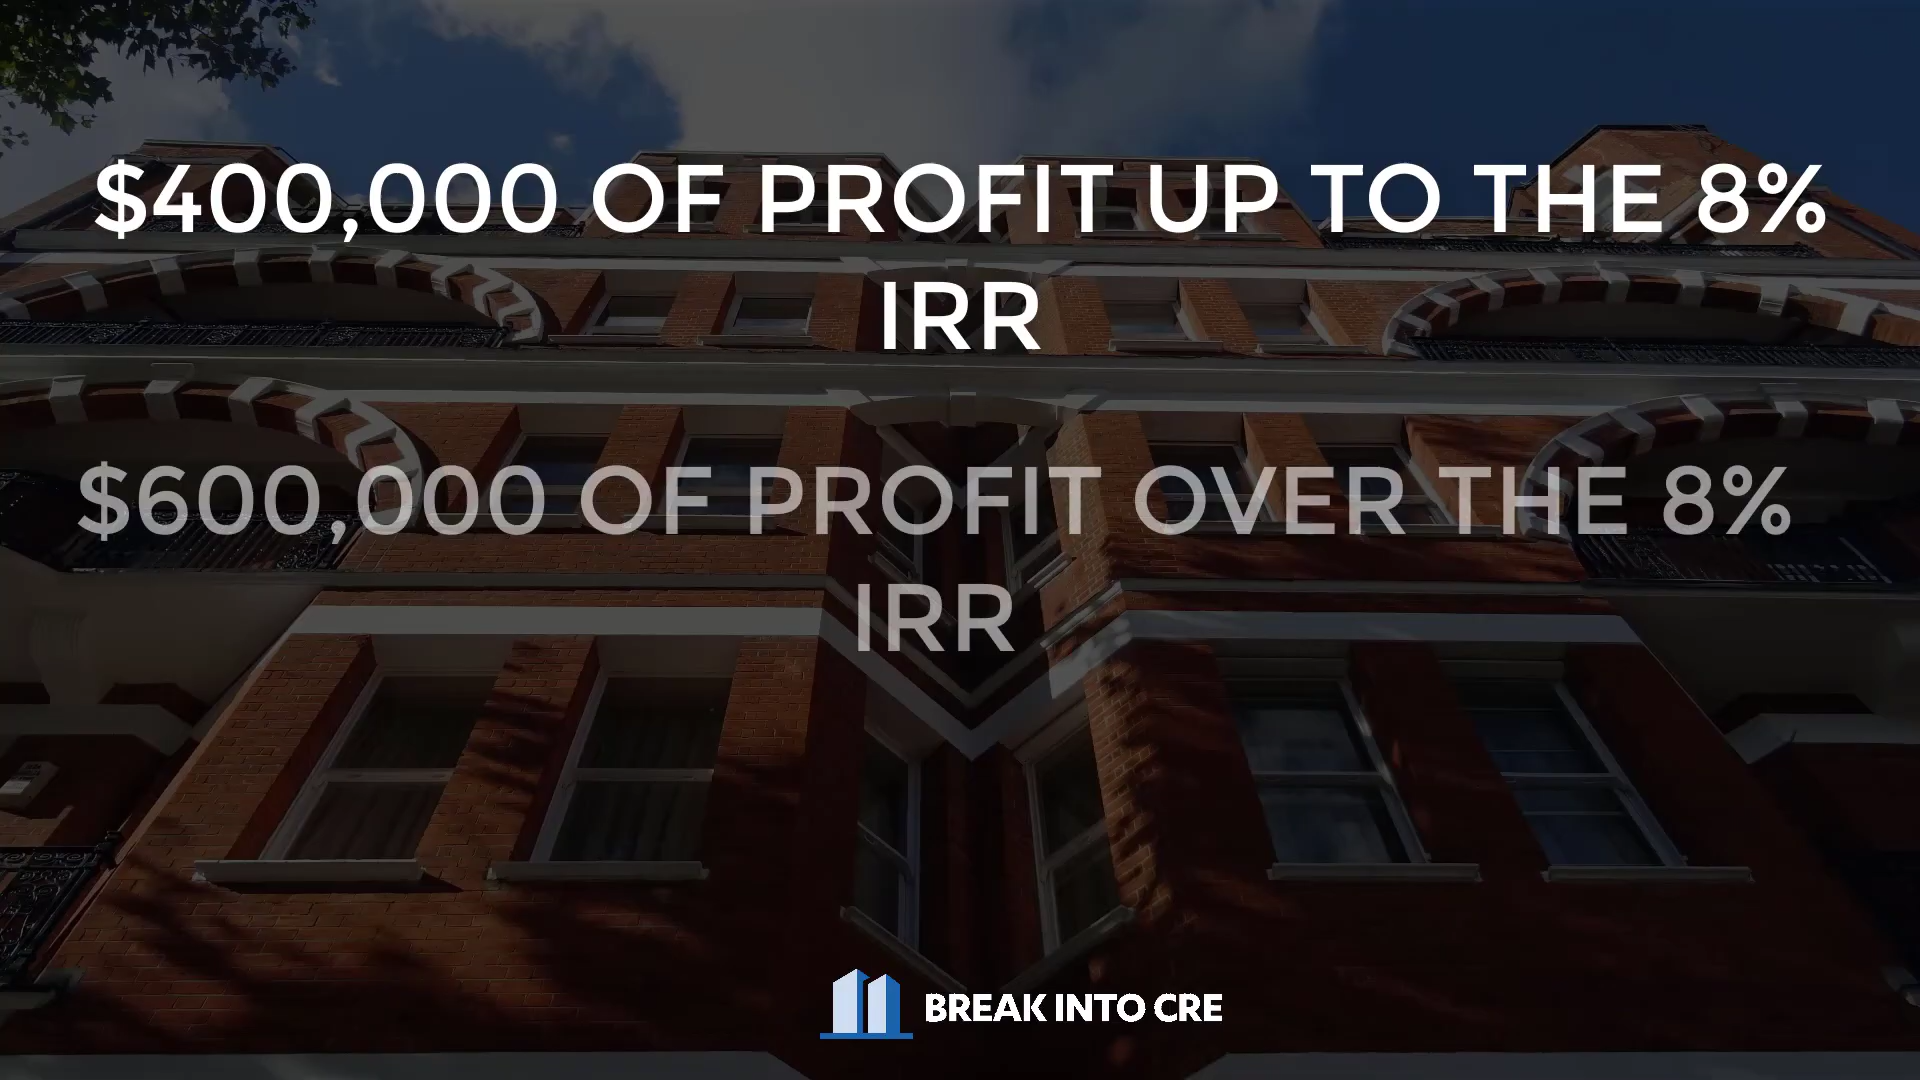 $400,000 OF PROFIT UP TO THE 8%
IRR
$600,000 OF PROFIT OVER THE 8%
IRR
BREAK INTO CRE